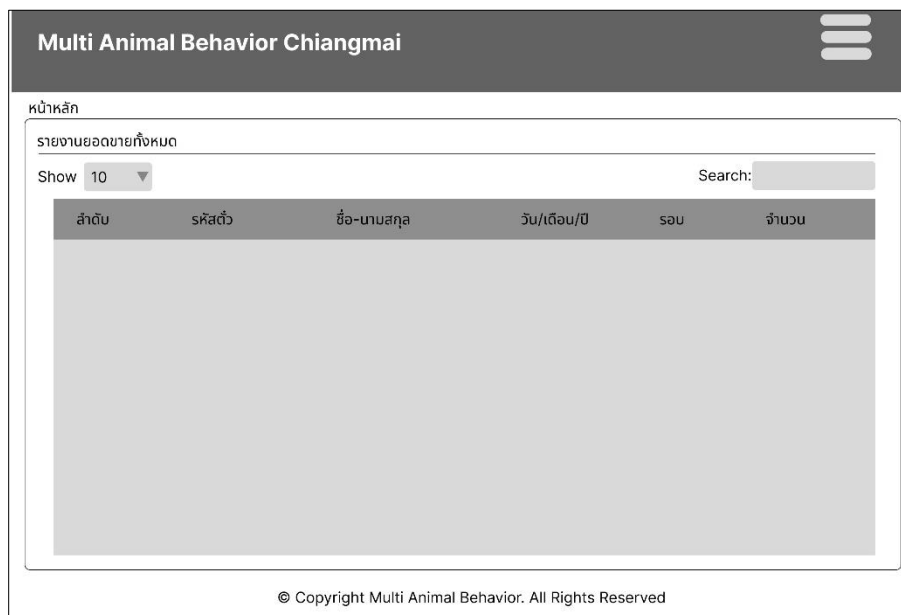 Multi Animal Behavior Chiangmai
หน้าหลัก
รายงานยอดขายทั้งหมด
Show 10 Search:
ลำดับ รหัสตั๋ว ชื่อ-นามสกุล วัน/เดือน/ปี รอบ จำนวน
© Copyright Multi Animal Behavior. All Rights Reserved